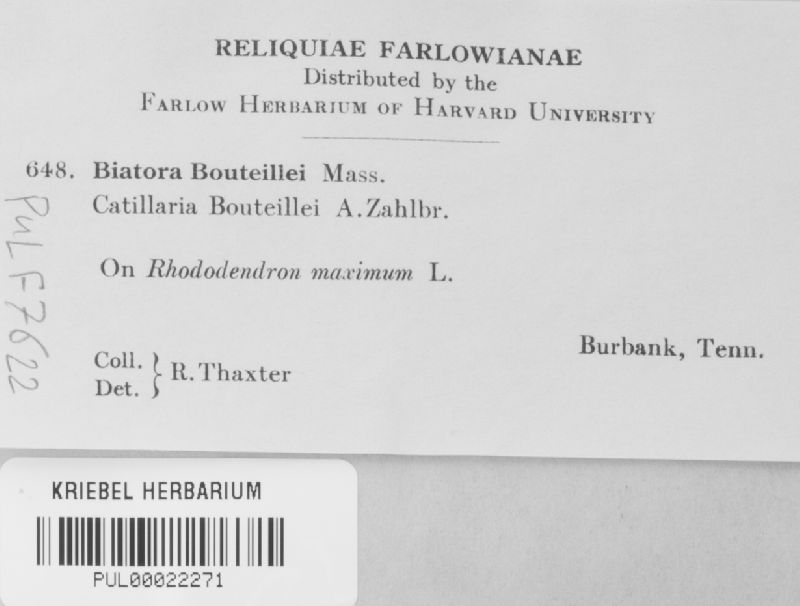 RELIQUIAE FARLOWIANAE
Distributed by the
FARLOW HERBARIUM OF HARVARD UNIVERSITY
648. Biatora Bouteillei Mass.
Catillaria Bouteillei A. Zahlbr.
On Rhododendron maximum L.
Burbank, Tenn.
Coll. } R. Thaxter
Det.
PUL F7622
KRIEBEL HERBARIUM
PUL00022271